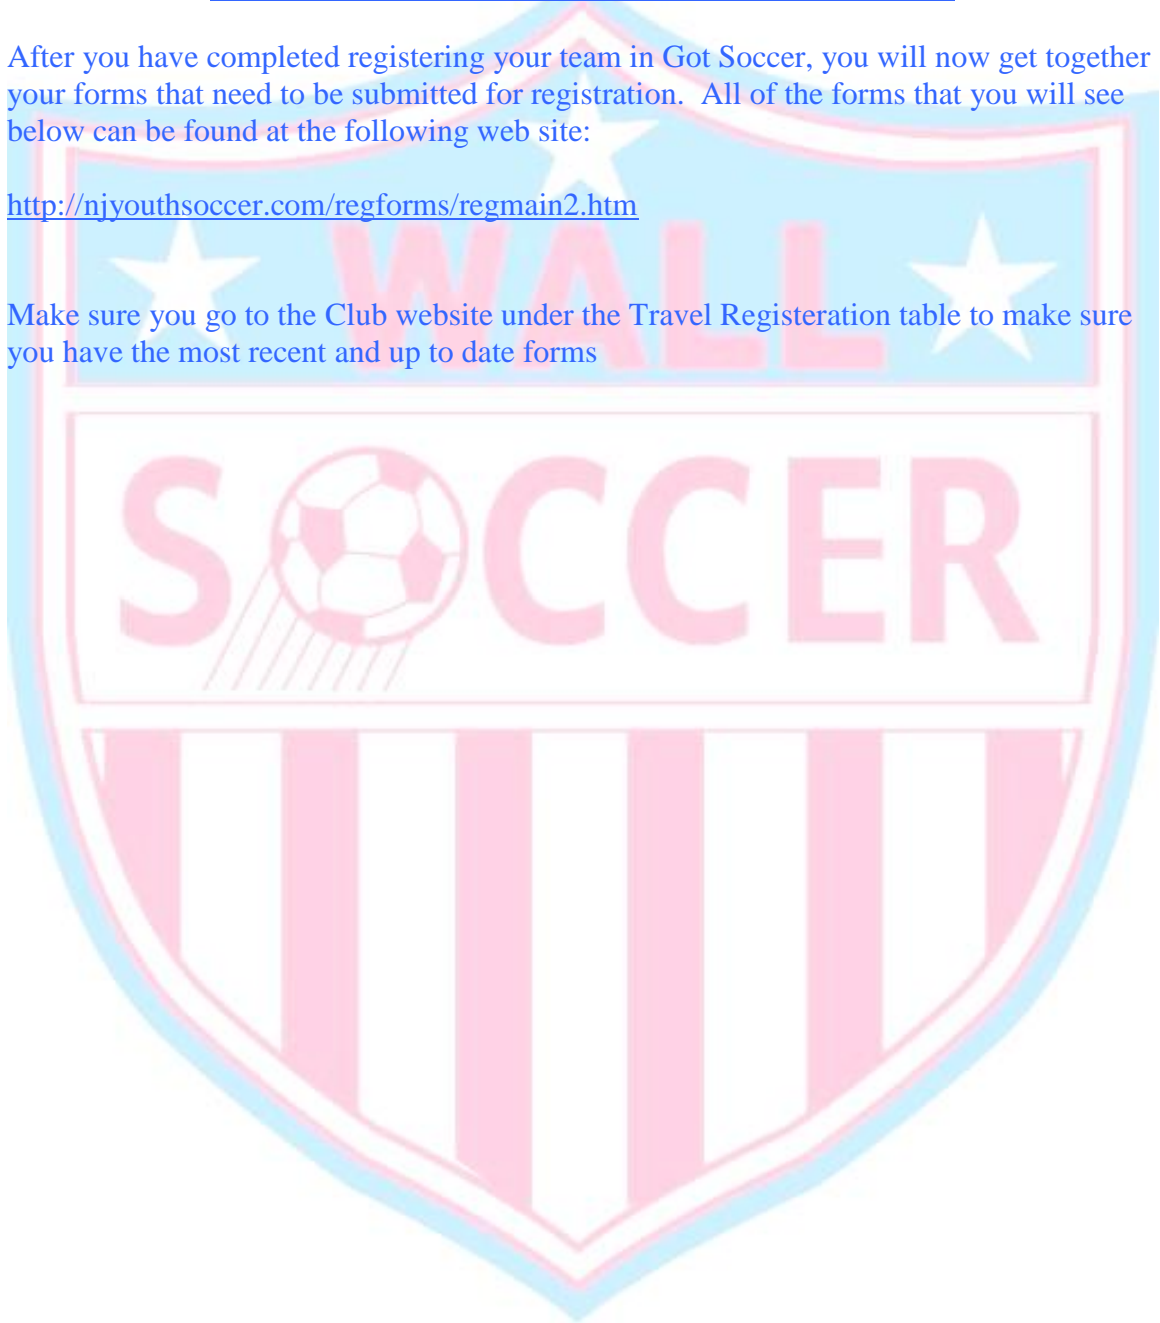 After you have completed registering your team in Got Soccer, you will now get together
your forms that need to be submitted for registration.  All of the forms that you will see
below can be found at the following web site:
http://njyouthsoccer.com/regforms/regmain2.htm
WALL
Make sure you go to the Club website under the Travel Registeration table to make sure
you have the most recent and up to date forms
SOCCER